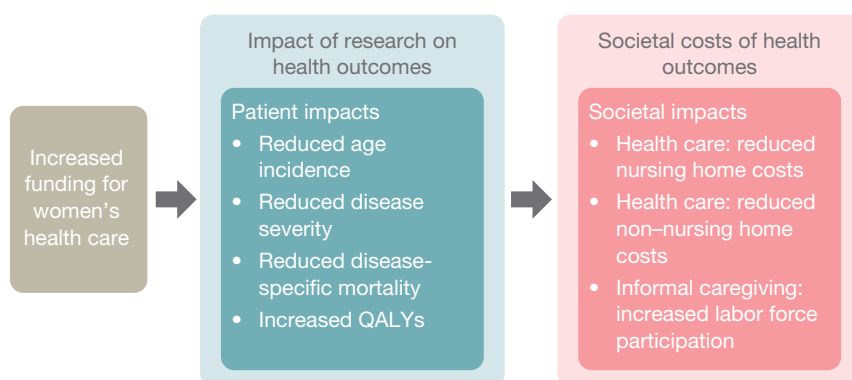 Increased
funding for
women's
health care
Impact of research on
health outcomes
Patient impacts
• Reduced age
incidence
• Reduced disease
severity
• Reduced disease-
specific mortality
• Increased QALYs
Societal costs of health
outcomes
Societal impacts
• Health care: reduced
nursing home costs
• Health care: reduced
non–nursing home
costs
• Informal caregiving:
increased labor force
participation